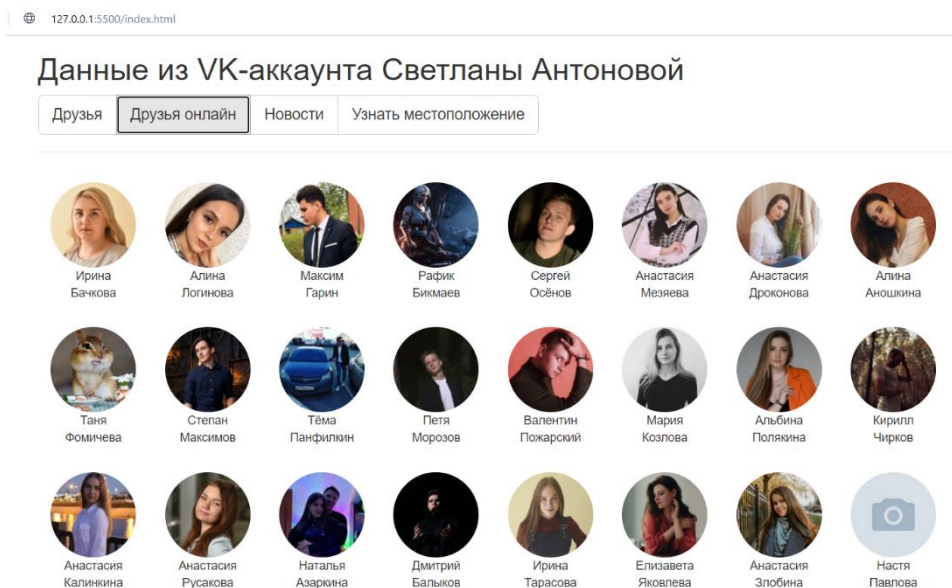 127.0.0.1:5500/index.html
Данные из VK-аккаунта Светланы Антоновой
Друзья Друзья онлайн Новости Узнать местоположение
Ирина Алина Максим Рафик Сергей Анастасия Анастасия Алина
Бачкова Логинова Гарин Бикмаев Осёнов Мезяева Дроконова Аношкина
Таня Степан Тёма Петя Валентин Мария Альбина Кирилл
Фомичева Максимов Панфилкин Морозов Пожарский Козлова Полякина Чирков
Анастасия Анастасия Наталья Дмитрий Ирина Елизавета Анастасия Настя
Калинкина Русакова Азаркина Балыков Тарасова Яковлева Злобина Павлова